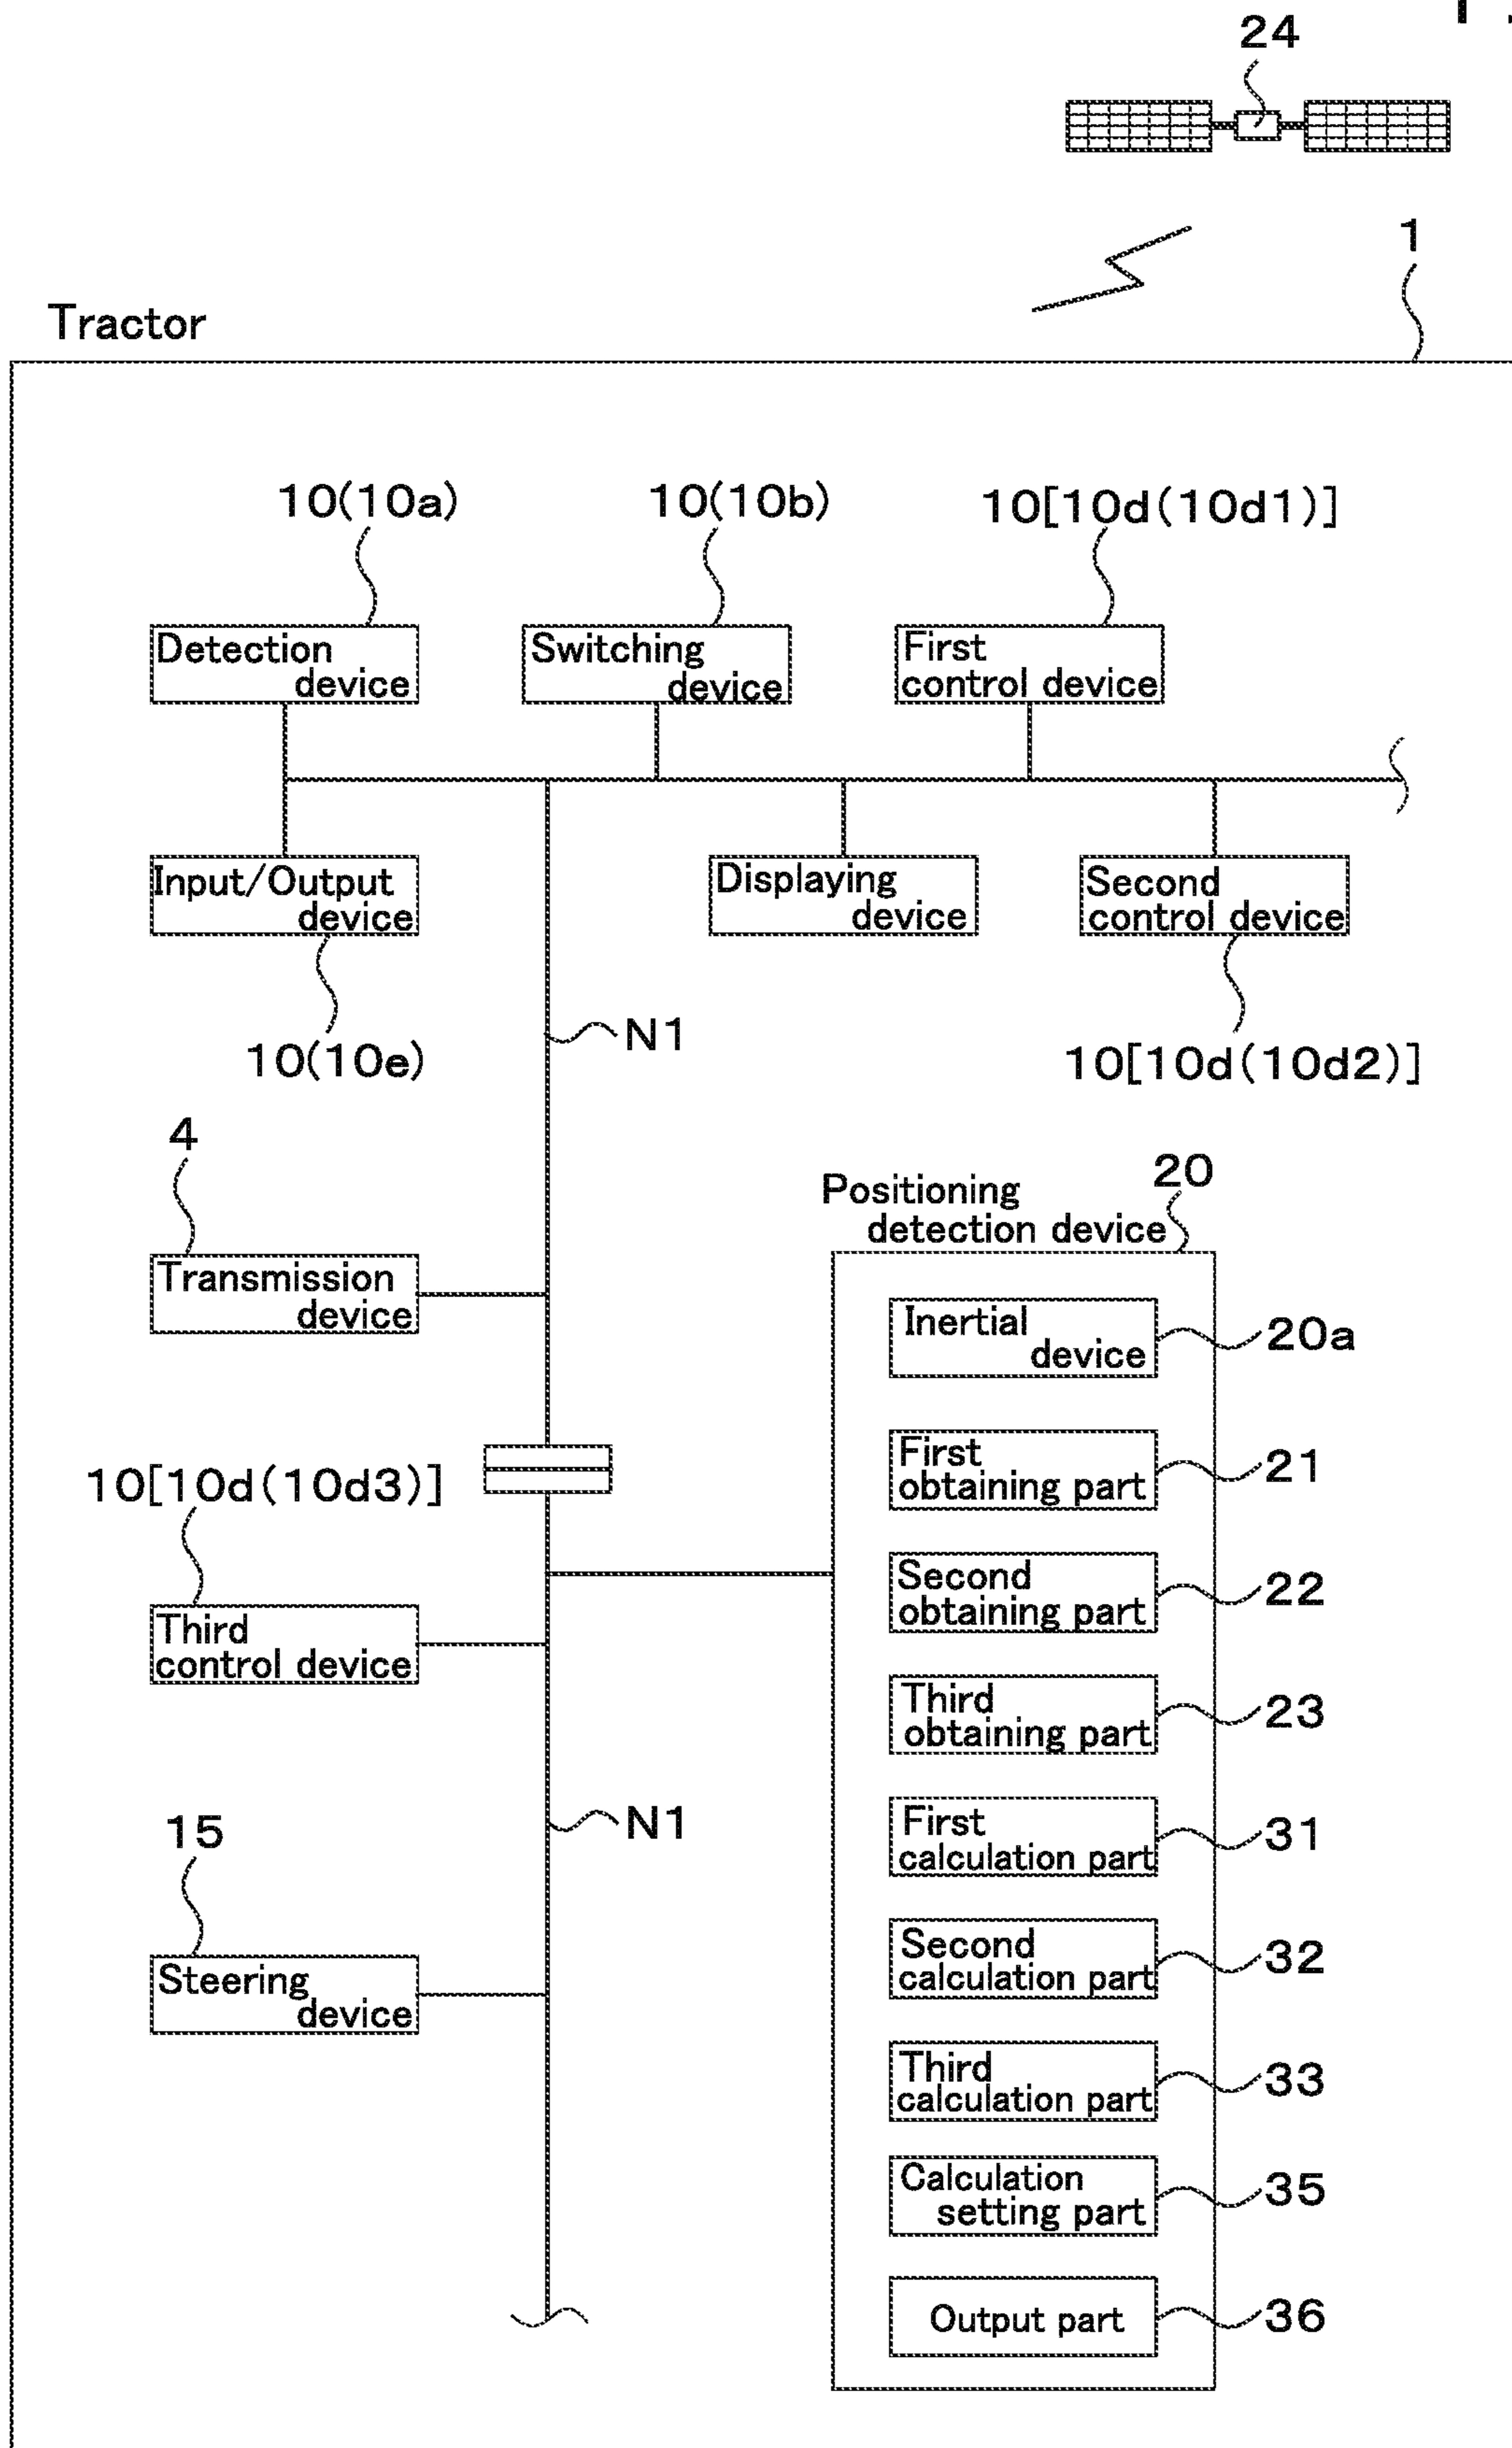 24
1
Tractor
10(10a)
10(10b)
10[10d(10d1)]
Detection
device
Switching
device
First
control device
Input/Output
device
Displaying
device
Second
control device
10(10e)
N1
10[10d(10d2)]
4
Transmission
device
Positioning
detection device
20
Inertial
device
20a
First
obtaining part
21
10[10d(10d3)]
Third
control device
Second
obtaining part
22
Third
obtaining part
23
N1
First
calculation part
31
15
Steering
device
Second
calculation part
32
Third
calculation part
33
Calculation
setting part
35
Output part
36